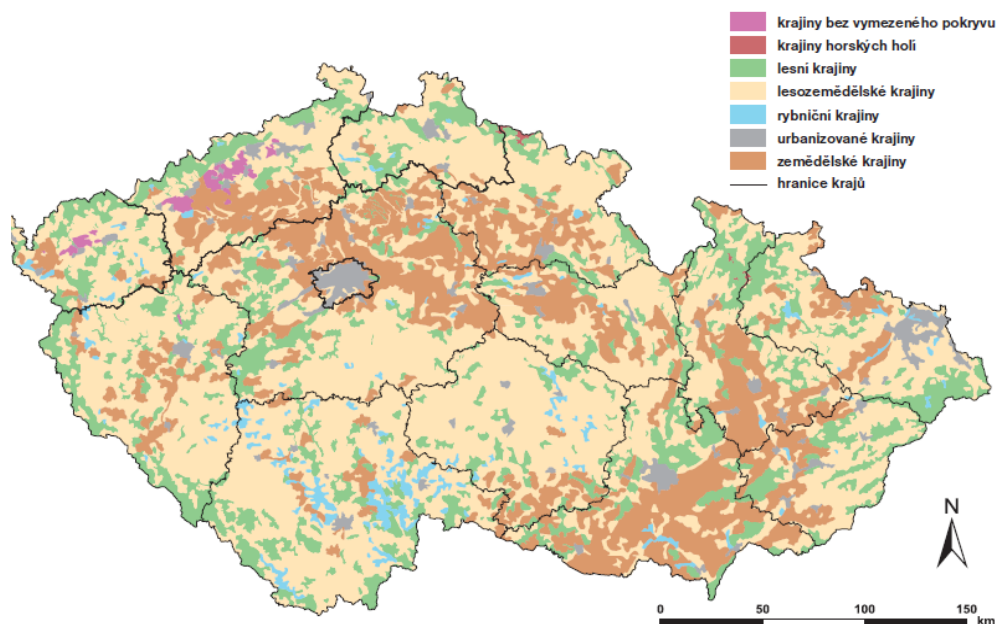 krajiny bez vymezeného pokryvu
krajiny horských holí
lesní krajiny
lesozemědělské krajiny
rybniční krajiny
urbanizované krajiny
zemědělské krajiny
hranice krajů
N
0 50 100 150
km